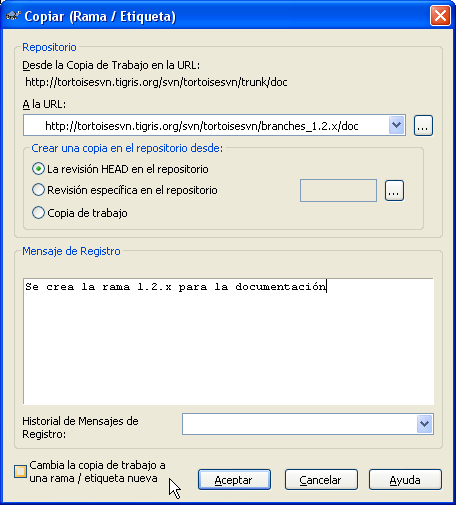 Copiar (Rama / Etiqueta)
Repositorio
Desde la Copia de Trabajo en la URL:
http://tortoisesvn.tigris.org/svn/tortoisesvn/trunk/doc
A la URL:
http://tortoisesvn.tigris.org/svn/tortoisesvn/branches_1.2.x/doc
...
Crear una copia en el repositorio desde:
La revisión HEAD en el repositorio
Revisión específica en el repositorio
...
Copia de trabajo
Mensaje de Registro
Se crea la rama 1.2.x para la documentación
Historial de Mensajes de
Registro:
Cambia la copia de trabajo a
una rama / etiqueta nueva
Aceptar
Cancelar
Ayuda